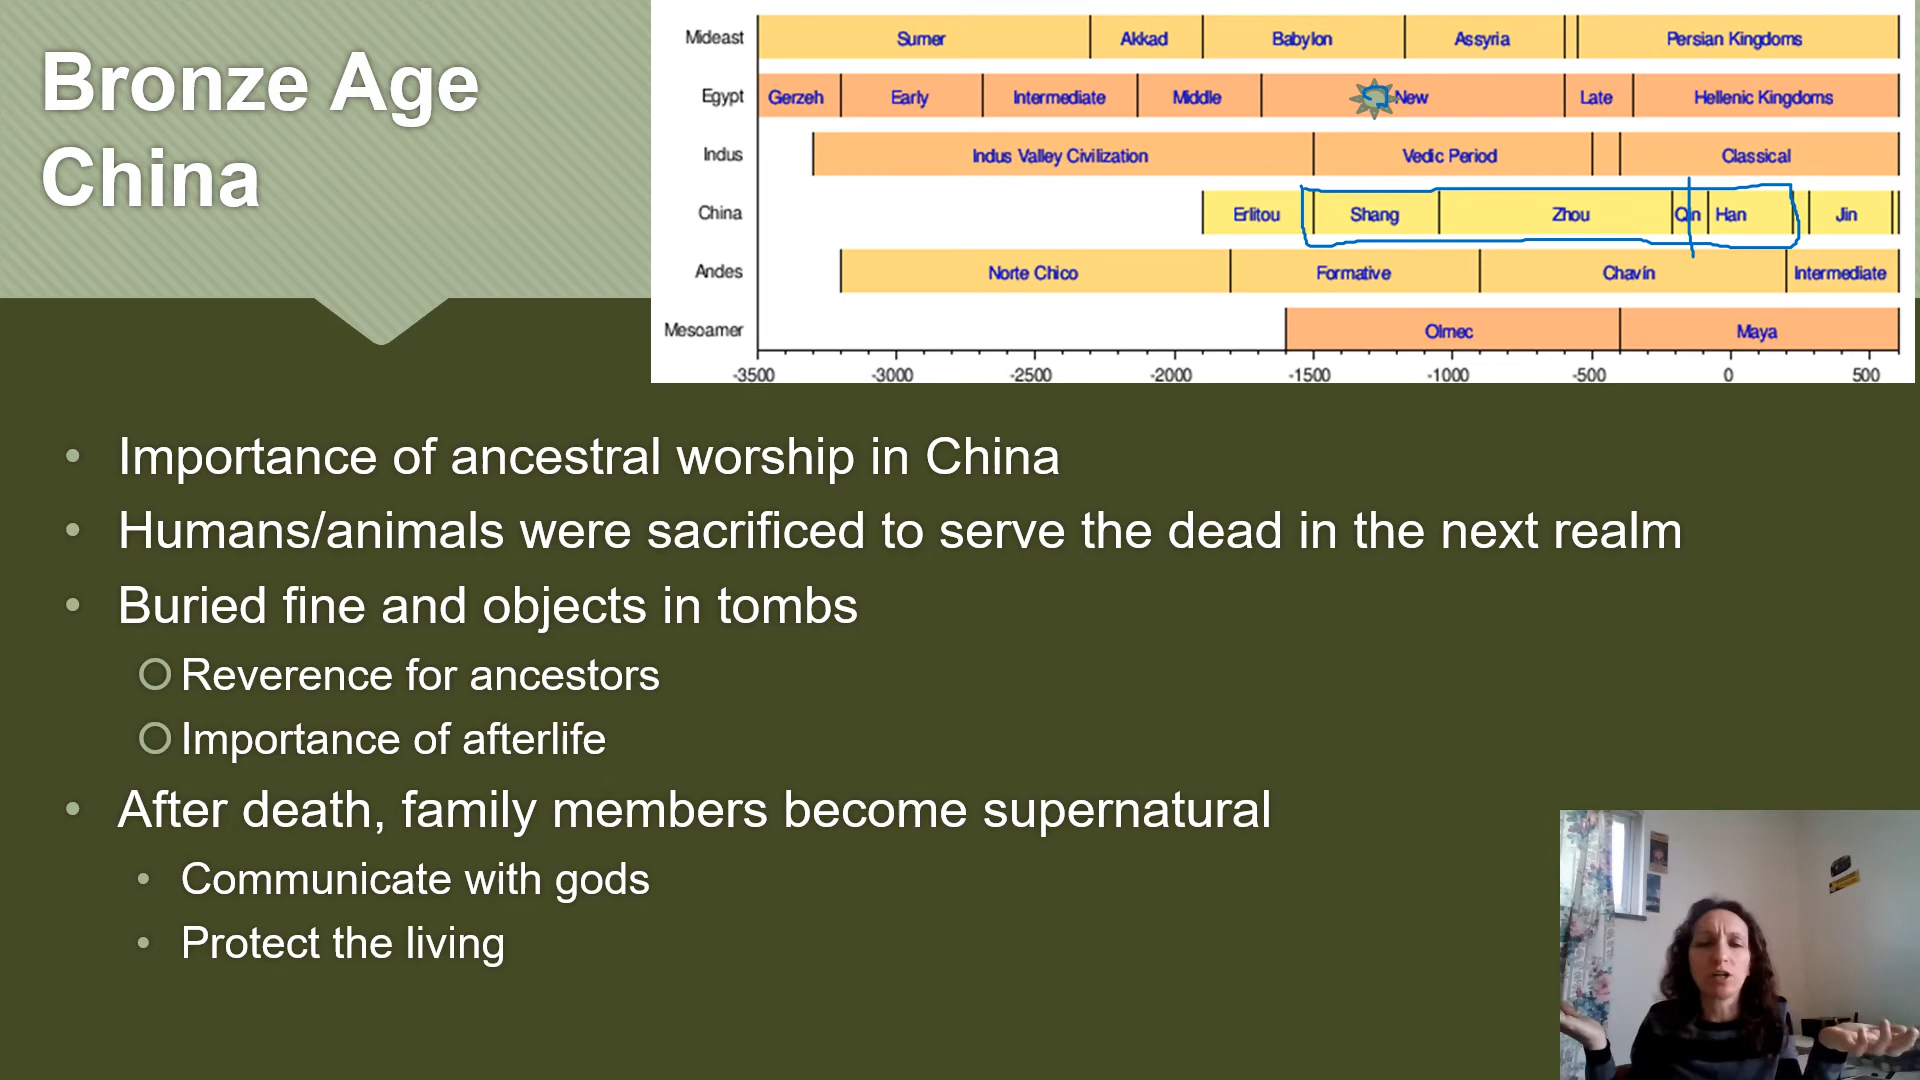 Bronze Age
China
Mideast Sumer Akkad Babylon Assyria Persian Kingdoms
Egypt Gerzeh Early Intermediate Middle New Late Hellenic Kingdoms
Indus Indus Valley Civilization Vedic Period Classical
China Erlitou Shang Zhou Qin Han Jin
Andes Norte Chico Formative Chavín Intermediate
Mesoamer Olmec Maya
-3500 -3000 -2500 -2000 -1500 -1000 -500 0 500
• Importance of ancestral worship in China
• Humans/animals were sacrificed to serve the dead in the next realm
• Buried fine and objects in tombs
○ Reverence for ancestors
○ Importance of afterlife
• After death, family members become supernatural
• Communicate with gods
• Protect the living